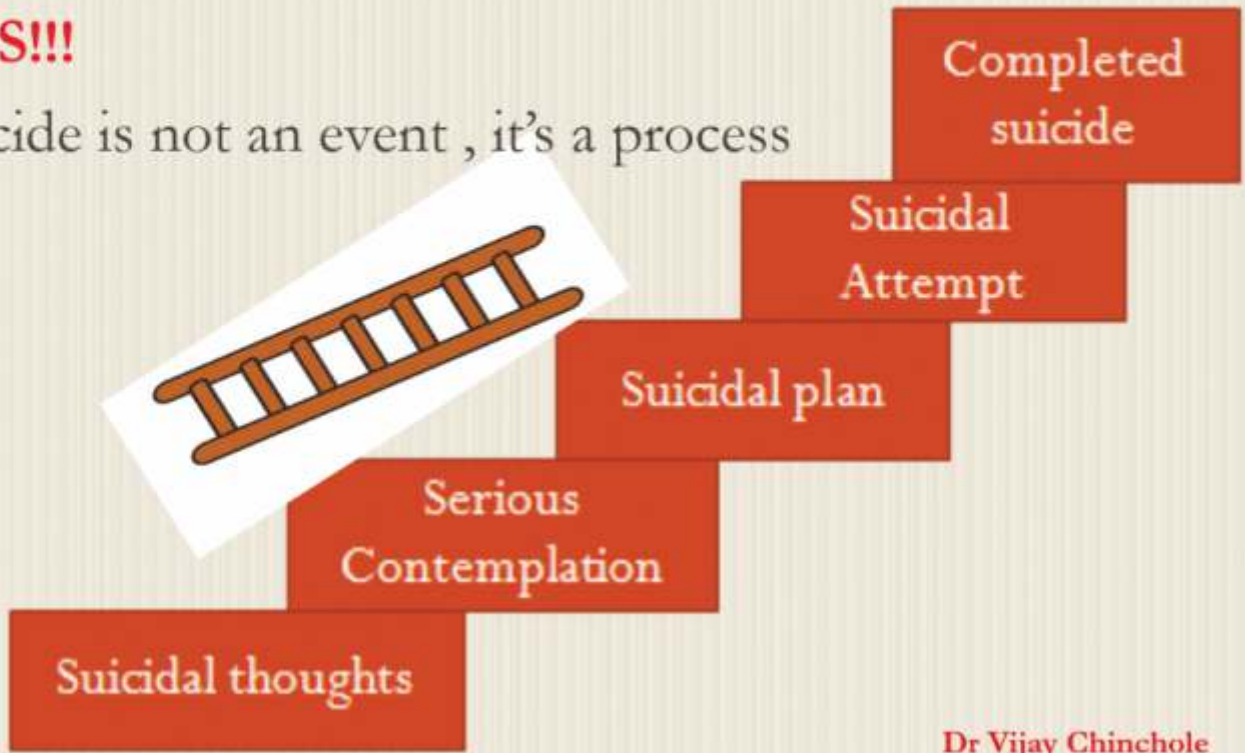 S!!!
cide is not an event , it's a process
Completed
suicide
Suicidal
Attempt
Suicidal plan
Serious
Contemplation
Suicidal thoughts
Dr Vijay Chinchole